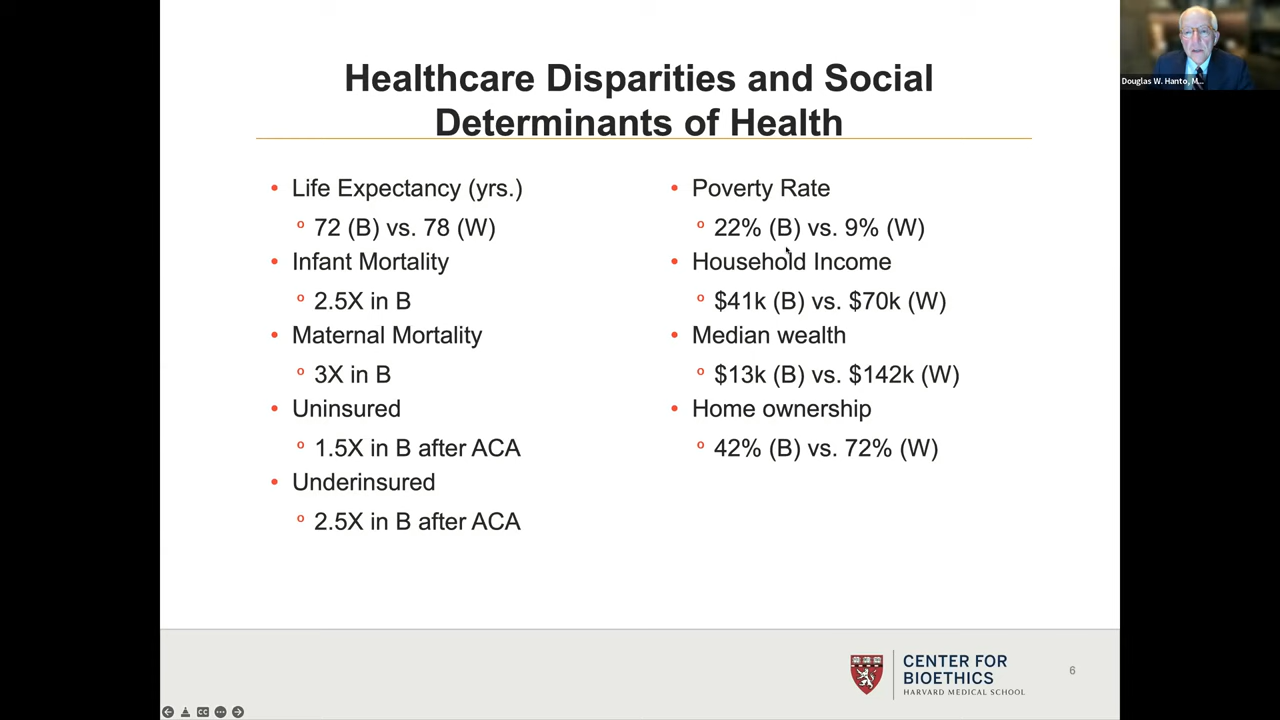 Healthcare Disparities and Social
Determinants of Health
• Life Expectancy (yrs.)
º 72 (B) vs. 78 (W)
• Infant Mortality
º 2.5X in B
• Maternal Mortality
º 3X in B
• Uninsured
º 1.5X in B after ACA
• Underinsured
º 2.5X in B after ACA
• Poverty Rate
º 22% (B) vs. 9% (W)
• Household Income
º $41k (B) vs. $70k (W)
• Median wealth
º $13k (B) vs. $142k (W)
• Home ownership
º 42% (B) vs. 72% (W)
CENTER FOR
BIOETHICS
HARVARD MEDICAL SCHOOL
6
Douglas W. Hanto, M...
CC